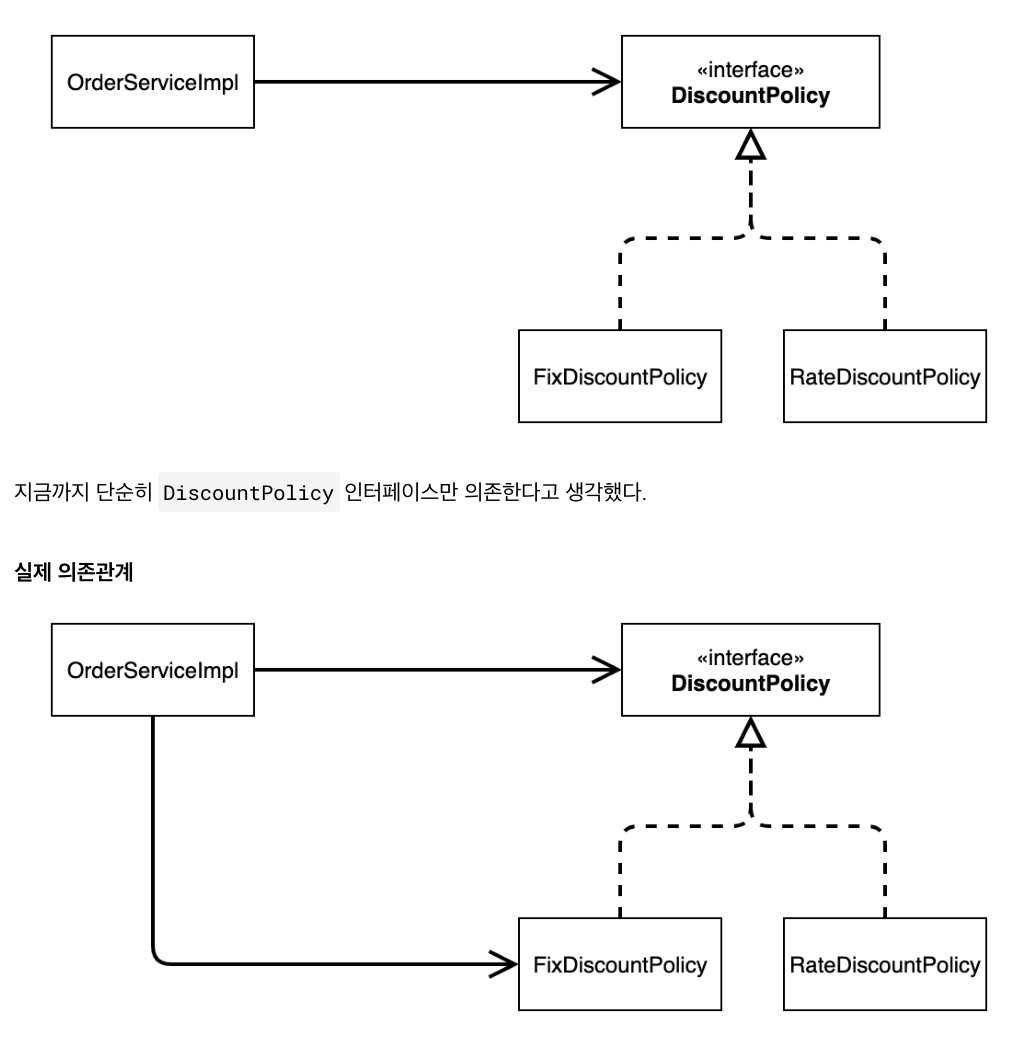 OrderServiceImpl
«interface»
DiscountPolicy
FixDiscountPolicy
RateDiscountPolicy
지금까지 단순히 DiscountPolicy 인터페이스만 의존한다고 생각했다.
실제 의존관계
OrderServiceImpl
«interface»
DiscountPolicy
FixDiscountPolicy
RateDiscountPolicy